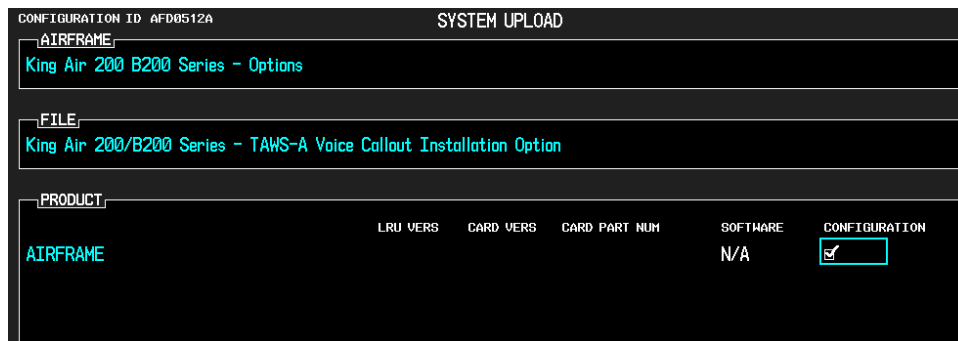 CONFIGURATION ID AFD0512A SYSTEM UPLOAD
AIRFRAME
King Air 200 B200 Series - Options
FILE
King Air 200/B200 Series - TAWS-A Voice Callout Installation Option
PRODUCT
LRU VERS CARD VERS CARD PART NUM SOFTWARE CONFIGURATION
AIRFRAME N/A